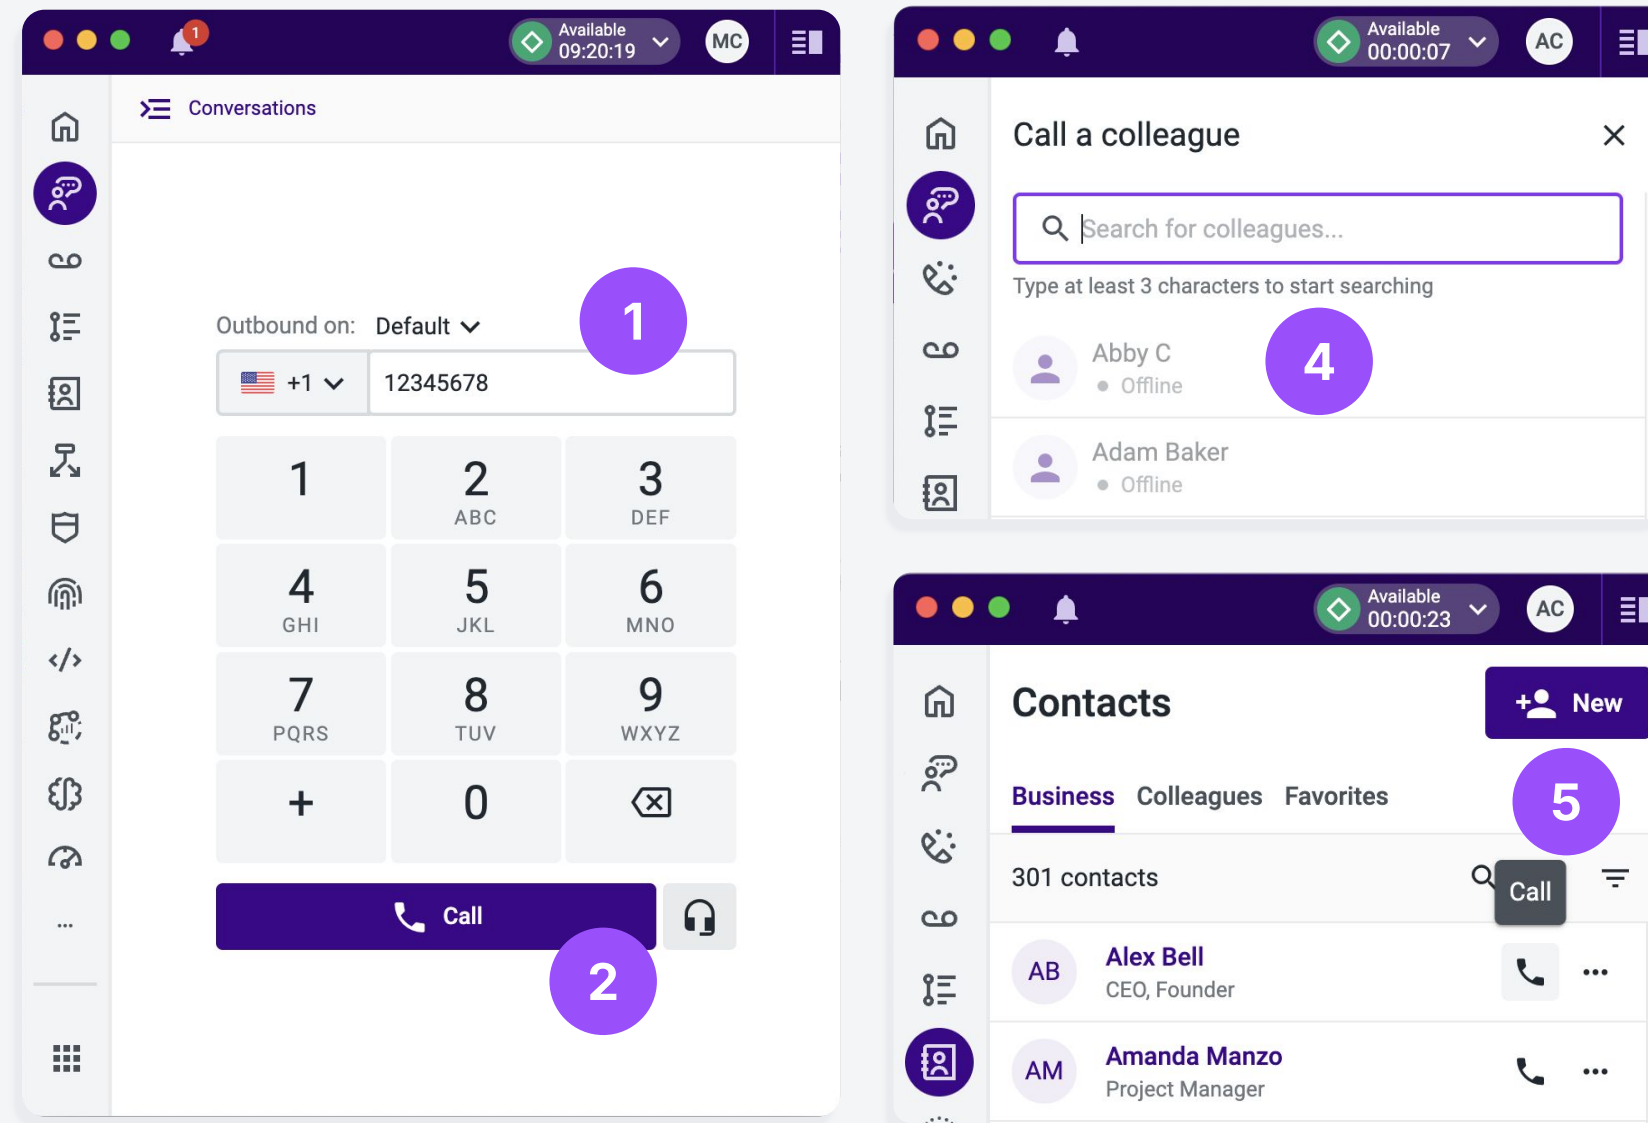 1
Available
09:20:19
MC
Conversations
Outbound on: Default
1
+1
12345678
1
2
ABC
3
DEF
4
GHI
5
JKL
6
MNO
7
PQRS
8
TUV
9
WXYZ
+
0
Call
2
Available
00:00:07
AC
Call a colleague
Search for colleagues...
Type at least 3 characters to start searching
4
Abby C
Offline
Adam Baker
Offline
Available
00:00:23
AC
Contacts
New
Business Colleagues Favorites
5
301 contacts
Call
AB
Alex Bell
CEO, Founder
AM
Amanda Manzo
Project Manager